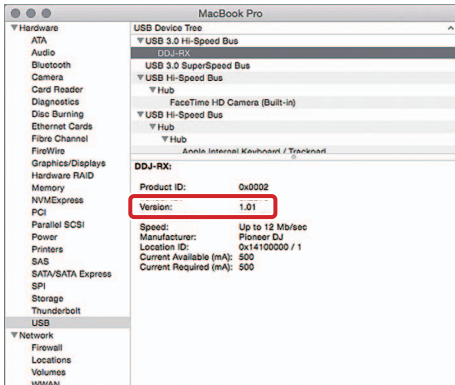 MacBook Pro
Hardware
ATA
Audio
Bluetooth
Camera
Card Reader
Diagnostics
Disc Burning
Ethernet Cards
Fibre Channel
FireWire
Graphics/Displays
Hardware RAID
Memory
NVMExpress
PCI
Parallel SCSI
Power
Printers
SAS
SATA/SATA Express
SPI
Storage
Thunderbolt
USB
Network
Firewall
Locations
Volumes
WWAN
USB Device Tree
USB 3.0 Hi-Speed Bus
DDJ-RX
USB 3.0 SuperSpeed Bus
USB Hi-Speed Bus
Hub
FaceTime HD Camera (Built-in)
USB Hi-Speed Bus
Hub
Hub
Apple Internal Keyboard / Trackpad
DDJ-RX:
Product ID: 0x0002
Version: 1.01
Speed: Up to 12 Mb/sec
Manufacturer: Pioneer DJ
Location ID: 0x14100000 / 1
Current Available (mA): 500
Current Required (mA): 500